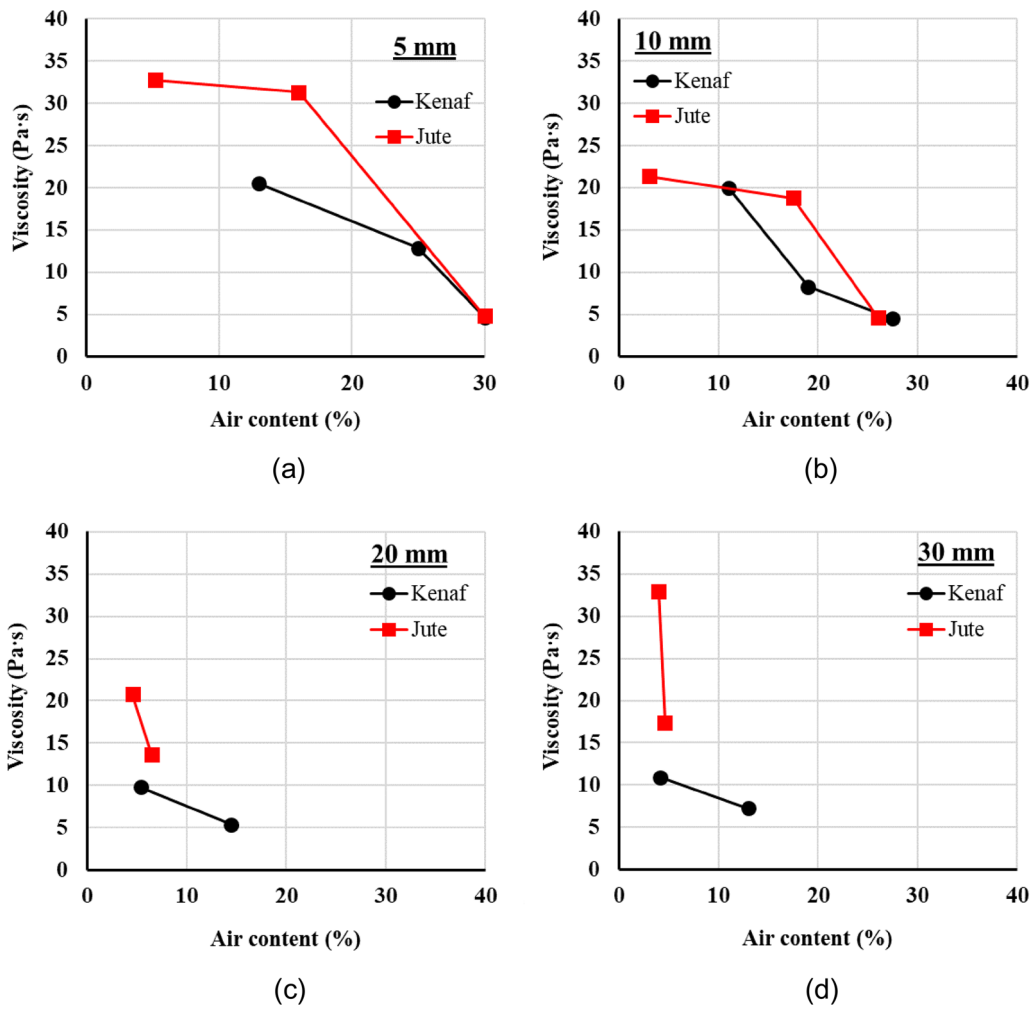 40
35
30
25
20
15
10
5
0
Viscosity (Pa·s)
5 mm
Kenaf
Jute
0 10 20 30
Air content (%)
(a)
40
35
30
25
20
15
10
5
0
Viscosity (Pa·s)
10 mm
Kenaf
Jute
0 10 20 30 40
Air content (%)
(b)
40
35
30
25
20
15
10
5
0
Viscosity (Pa·s)
20 mm
Kenaf
Jute
0 10 20 30 40
Air content (%)
(c)
40
35
30
25
20
15
10
5
0
Viscosity (Pa·s)
30 mm
Kenaf
Jute
0 10 20 30 40
Air content (%)
(d)